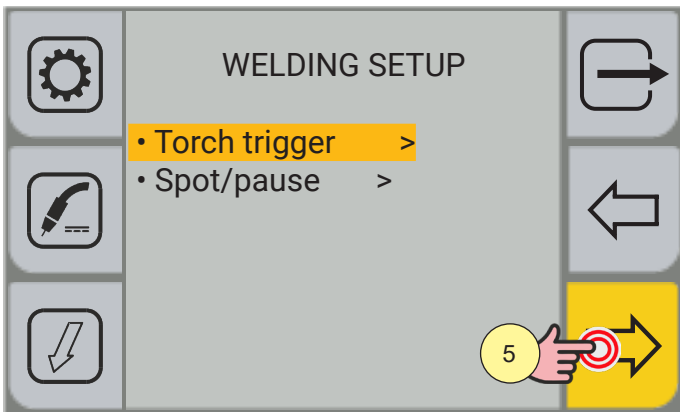 WELDING SETUP
• Torch trigger >
• Spot/pause >
5